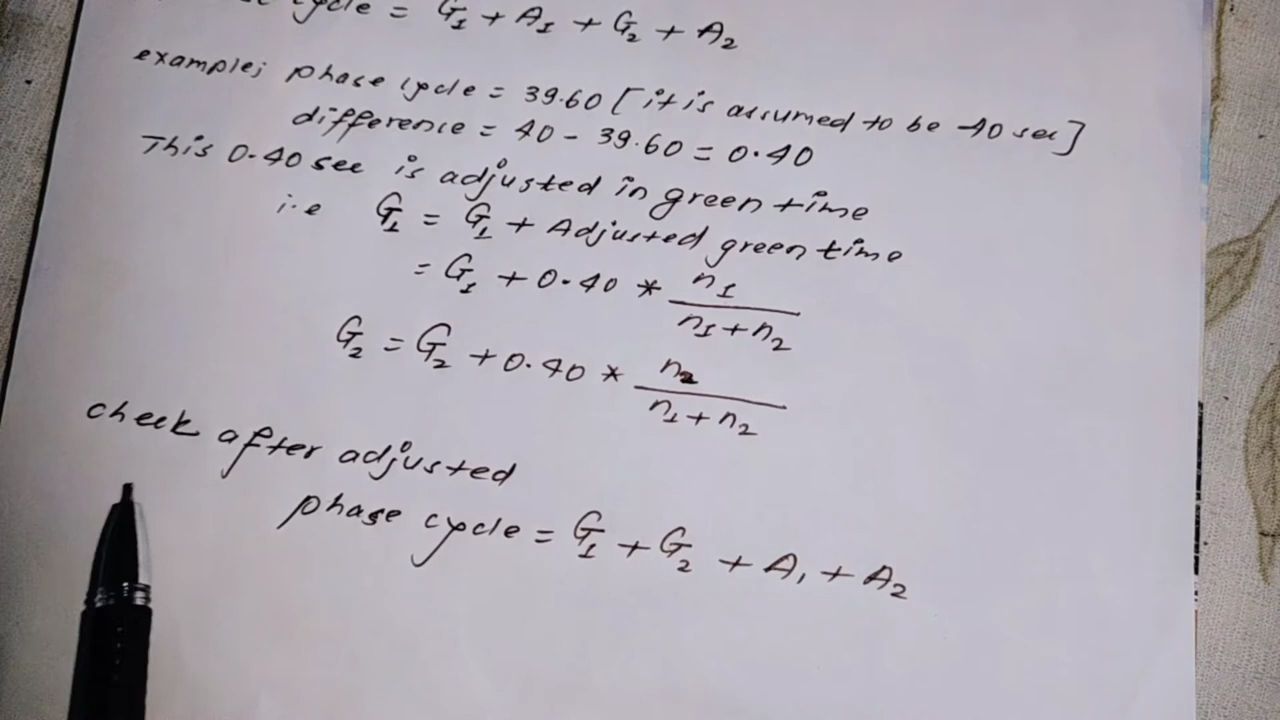 cycle = G1 + A1 + G2 + A2
example; phase cycle = 39.60 [it is assumed to be 40 sec]
difference = 40 - 39.60 = 0.40
This 0.40 sec is adjusted in green time
i.e G1 = G1 + Adjusted green time
= G1 + 0.40 * n1/(n1+n2)
G2 = G2 + 0.40 * n2/(n1+n2)
check after adjusted
phase cycle = G1 + G2 + A1 + A2